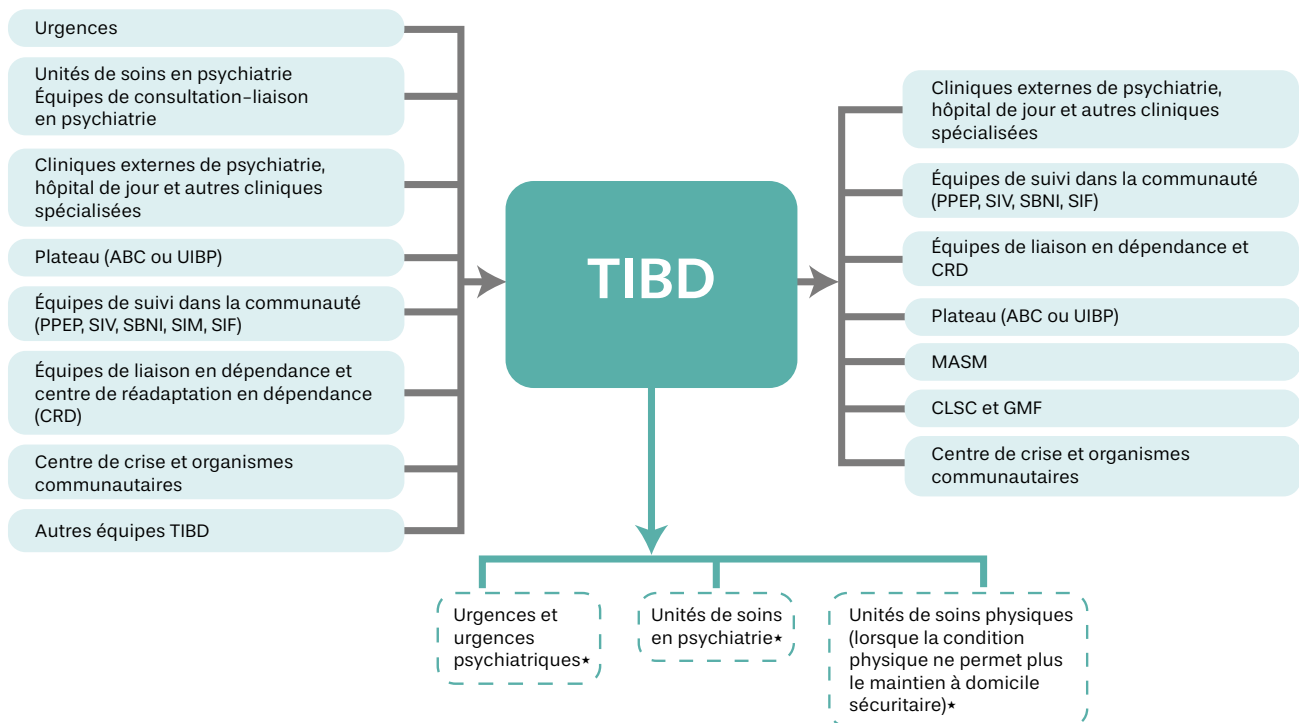 Urgences
Unités de soins en psychiatrie
Équipes de consultation-liaison
en psychiatrie
Cliniques externes de psychiatrie,
hôpital de jour et autres cliniques
spécialisées
Plateau (ABC ou UIBP)
Équipes de suivi dans la communauté
(PPEP, SIV, SBNI, SIM, SIF)
Équipes de liaison en dépendance et
centre de réadaptation en dépendance
(CRD)
Centre de crise et organismes
communautaires
Autres équipes TIBD
TIBD
Cliniques externes de psychiatrie,
hôpital de jour et autres cliniques
spécialisées
Équipes de suivi dans la communauté
(PPEP, SIV, SBNI, SIF)
Équipes de liaison en dépendance et
CRD
Plateau (ABC ou UIBP)
MASM
CLSC et GMF
Centre de crise et organismes
communautaires
Urgences et
urgences
psychiatriques★
Unités de soins
en psychiatrie★
Unités de soins physiques
(lorsque la condition
physique ne permet plus
le maintien à domicile
sécuritaire)★